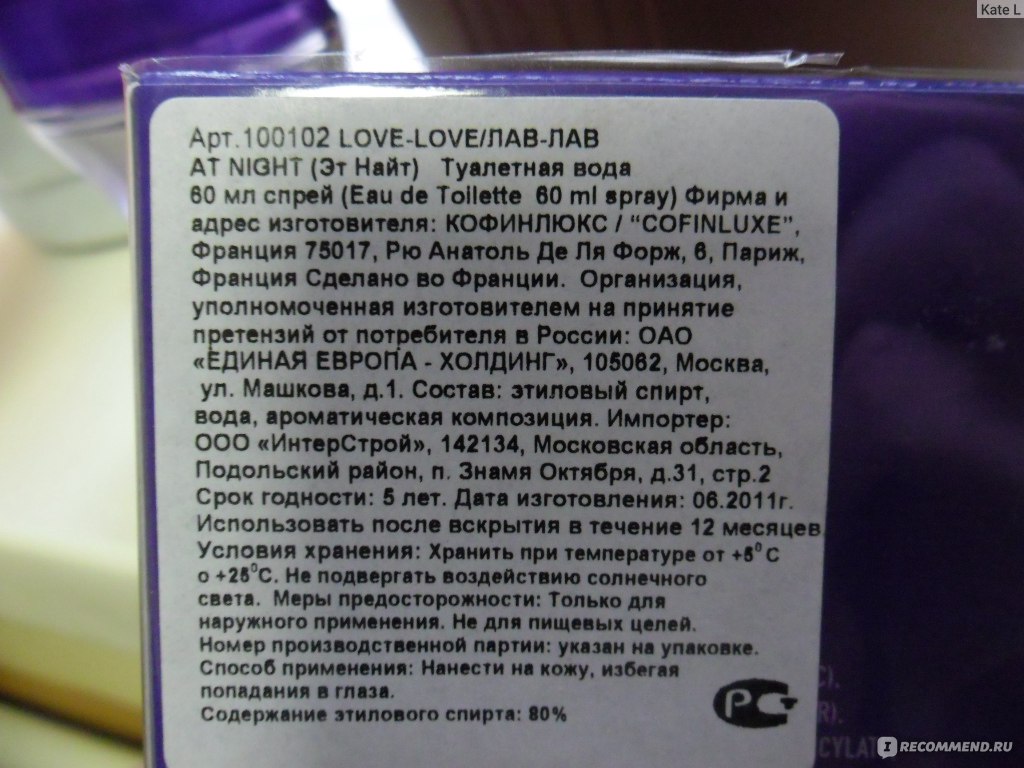 Kate L
Арт.100102 LOVE-LOVE/ЛАВ-ЛАВ
AT NIGHT (Эт Найт) Туалетная вода
60 мл спрей (Eau de Toilette 60 ml spray) Фирма и
адрес изготовителя: КОФИНЛЮКС / “COFINLUXE”,
Франция 75017, Рю Анатоль Де Ля Форж, 6, Париж,
Франция Сделано во Франции. Организация,
уполномоченная изготовителем на принятие
претензий от потребителя в России: ОАО
«ЕДИНАЯ ЕВРОПА - ХОЛДИНГ», 105062, Москва,
ул. Машкова, д.1. Состав: этиловый спирт,
вода, ароматическая композиция. Импортер:
ООО «ИнтерСтрой», 142134, Московская область,
Подольский район, п. Знамя Октября, д.31, стр.2
Срок годности: 5 лет. Дата изготовления: 06.2011г.
Использовать после вскрытия в течение 12 месяцев
Условия хранения: Хранить при температуре от +5⁰С
о +25⁰С. Не подвергать воздействию солнечного
света. Меры предосторожности: Только для
наружного применения. Не для пищевых целей.
Номер производственной партии: указан на упаковке.
Способ применения: Нанести на кожу, избегая
попадания в глаза.
Содержание этилового спирта: 80%
РС
C).
R).
CYLAT
IRECOMMEND.RU